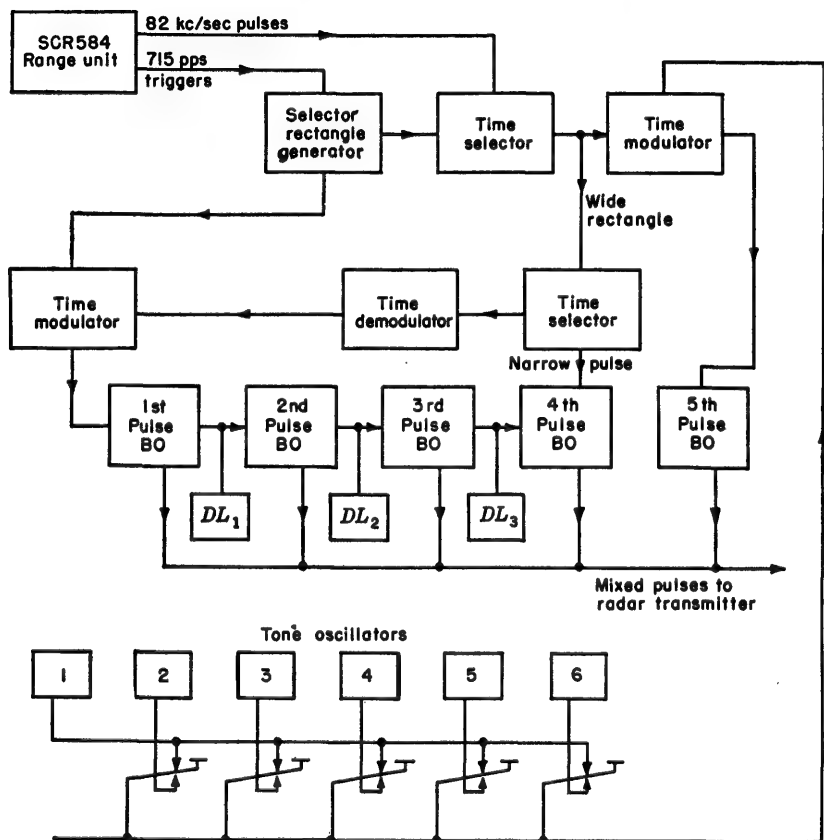 82 kc/sec pulses
SCR584
Range unit
715 pps
triggers
Selector
rectangle
generator
Time
selector
Time
modulator
Wide
rectangle
Time
modulator
Time
demodulator
Time
selector
Narrow pulse
1st
Pulse
BO
2nd
Pulse
BO
3rd
Pulse
BO
4th
Pulse
BO
5th
Pulse
BO
DL1
DL2
DL3
Mixed pulses to
radar transmitter
Tone oscillators
1 2 3 4 5 6